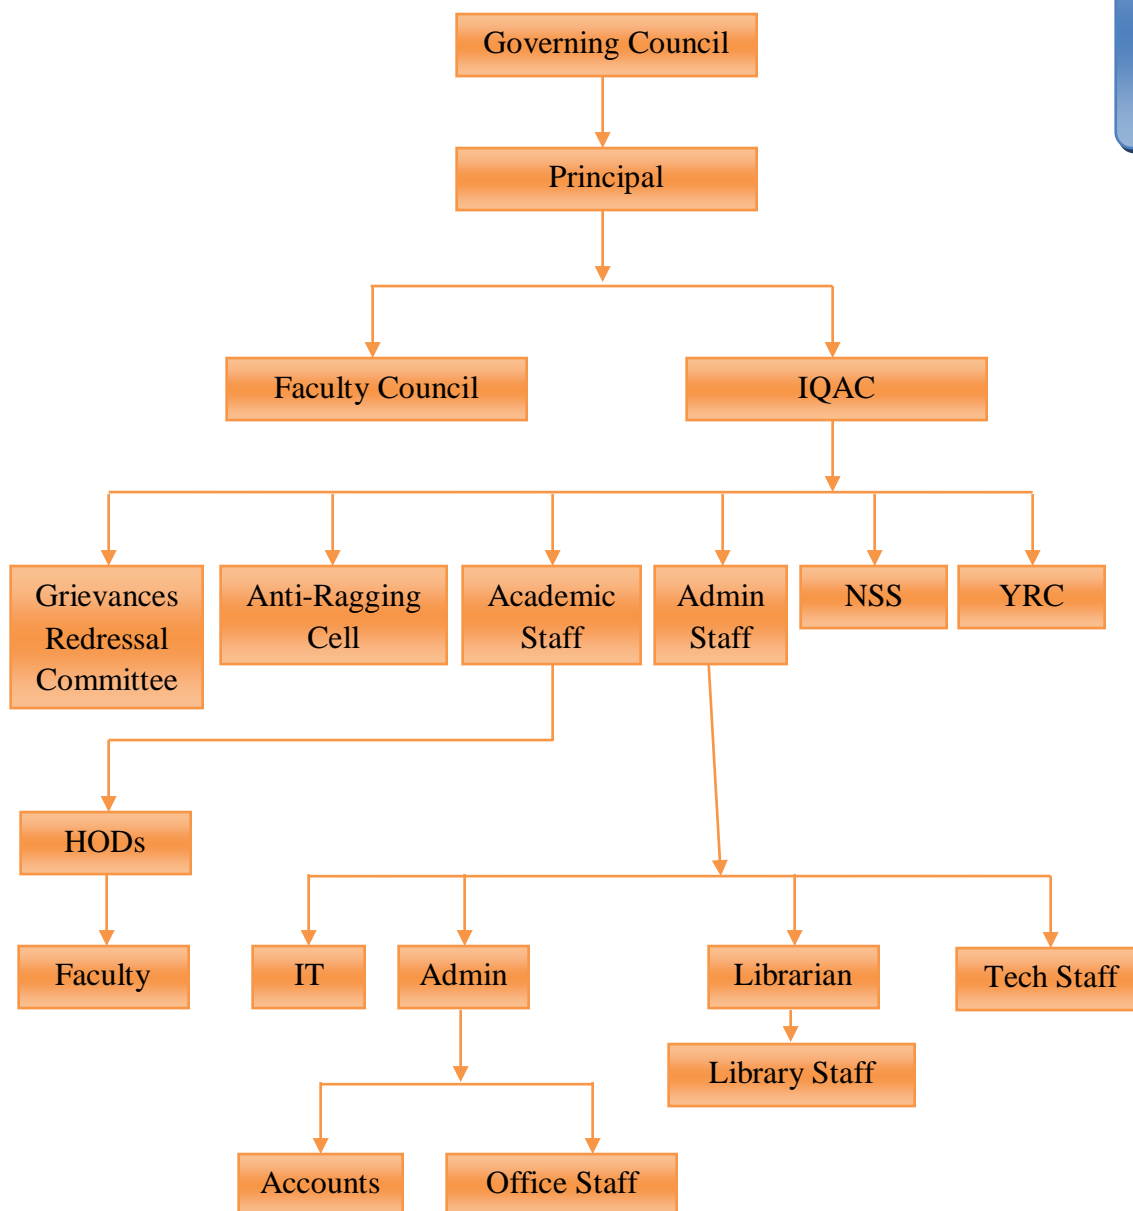 Governing Council
Principal
Faculty Council
IQAC
Grievances
Redressal
Committee
Anti-Ragging
Cell
Academic
Staff
Admin
Staff
NSS
YRC
HODs
Faculty
IT
Admin
Librarian
Tech Staff
Library Staff
Accounts
Office Staff